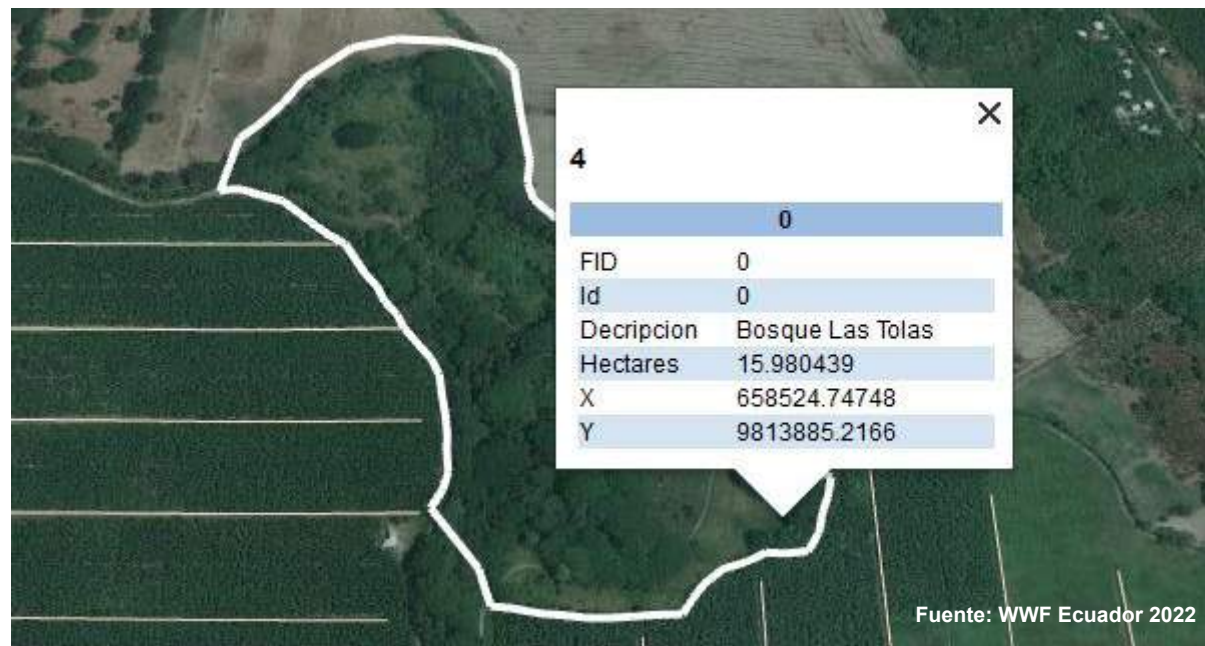 4
0
FID 0
Id 0
Decripcion Bosque Las Tolas
Hectares 15.980439
X 658524.74748
Y 9813885.2166
Fuente: WWF Ecuador 2022